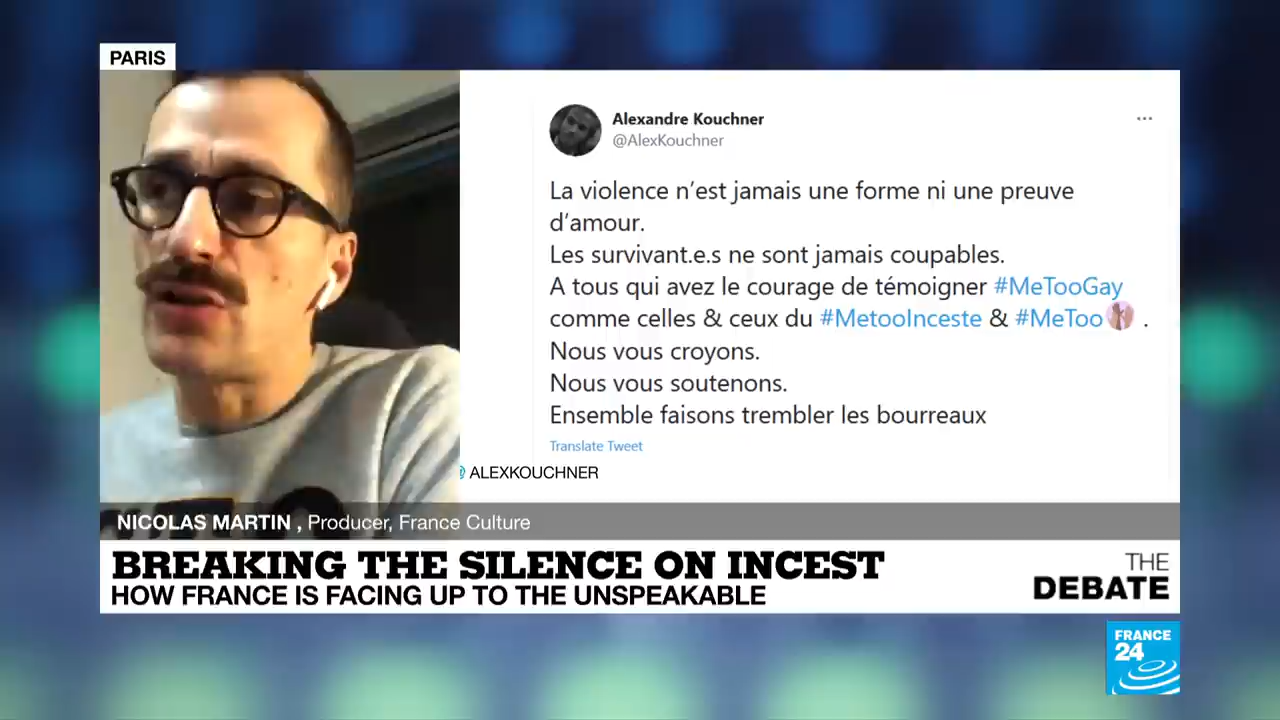 PARIS
Alexandre Kouchner
@AlexKouchner
La violence n’est jamais une forme ni une preuve
d’amour.
Les survivant.e.s ne sont jamais coupables.
A tous qui avez le courage de témoigner #MeTooGay
comme celles & ceux du #MetooInceste & #MeToo .
Nous vous croyons.
Nous vous soutenons.
Ensemble faisons trembler les bourreaux
Translate Tweet
@ ALEXKOUCHNER
NICOLAS MARTIN , Producer, France Culture
BREAKING THE SILENCE ON INCEST
HOW FRANCE IS FACING UP TO THE UNSPEAKABLE
THE
DEBATE
FRANCE
24